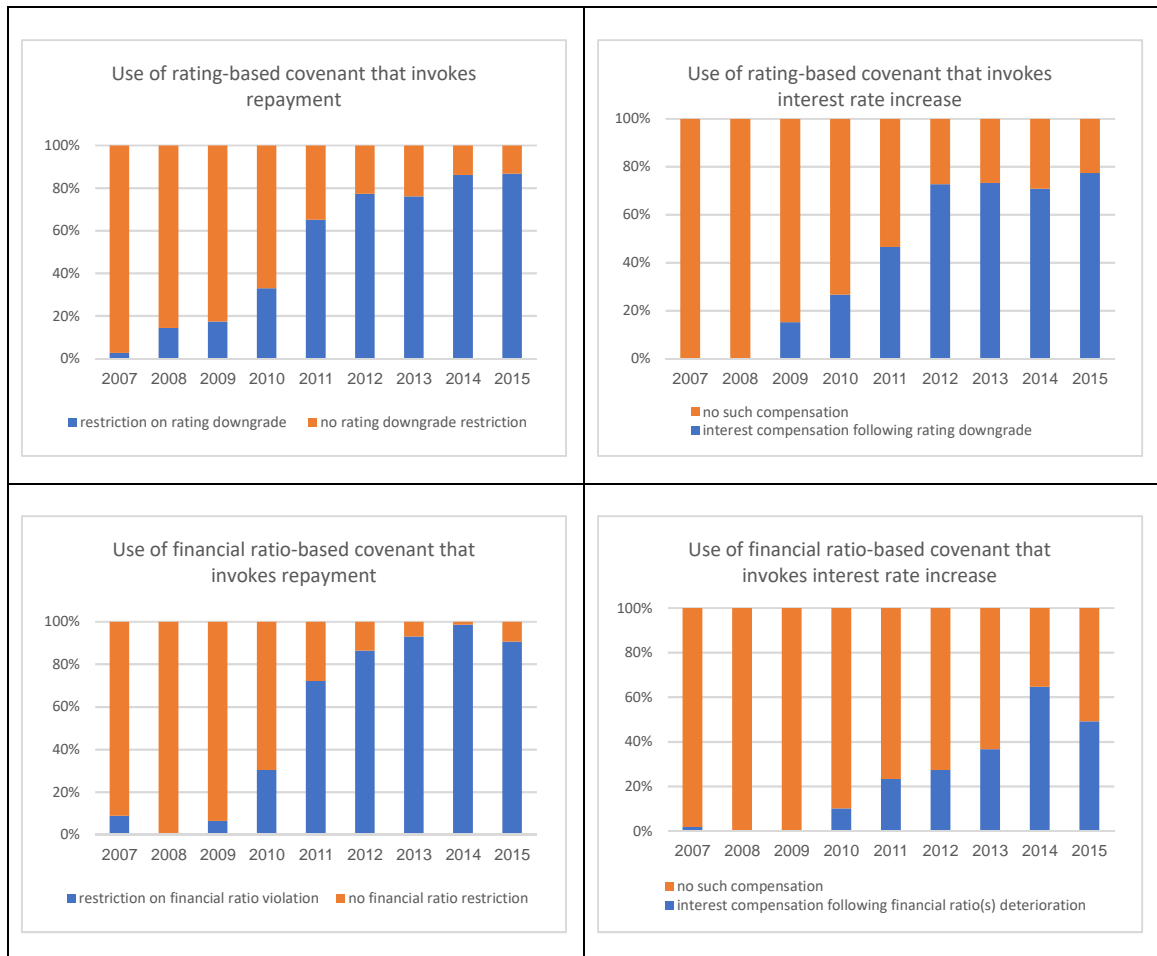 Use of rating-based covenant that invokes
repayment
100%
80%
60%
40%
20%
0%
2007 2008 2009 2010 2011 2012 2013 2014 2015
restriction on rating downgrade no rating downgrade restriction
Use of rating-based covenant that invokes
interest rate increase
100%
80%
60%
40%
20%
0%
2007 2008 2009 2010 2011 2012 2013 2014 2015
no such compensation
interest compensation following rating downgrade
Use of financial ratio-based covenant that
invokes repayment
100%
80%
60%
40%
20%
0%
2007 2008 2009 2010 2011 2012 2013 2014 2015
restriction on financial ratio violation no financial ratio restriction
Use of financial ratio-based covenant that
invokes interest rate increase
100%
80%
60%
40%
20%
0%
2007 2008 2009 2010 2011 2012 2013 2014 2015
no such compensation
interest compensation following financial ratio(s) deterioration